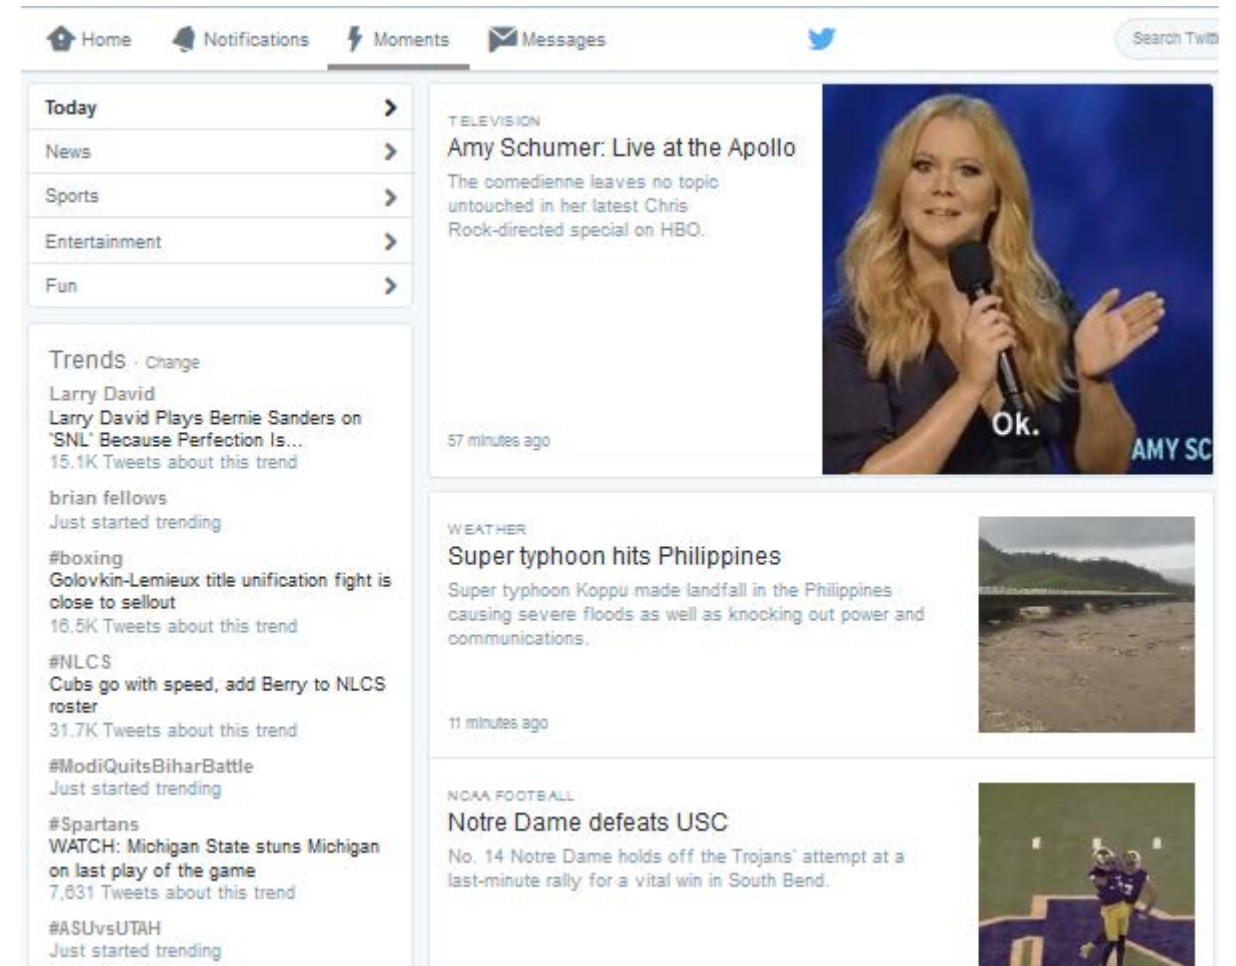 Home
Notifications
Moments
Messages
Search Twitt
Today
News
Sports
Entertainment
Fun
Trends · Change
Larry David
Larry David Plays Bernie Sanders on
'SNL' Because Perfection Is...
15.1K Tweets about this trend
brian fellows
Just started trending
#boxing
Golovkin-Lemieux title unification fight is
close to sellout
16.5K Tweets about this trend
#NLCS
Cubs go with speed, add Berry to NLCS
roster
31.7K Tweets about this trend
#ModiQuitsBiharBattle
Just started trending
#Spartans
WATCH: Michigan State stuns Michigan
on last play of the game
7,631 Tweets about this trend
#ASUvsUTAH
Just started trending
TELEVISION
Amy Schumer: Live at the Apollo
The comedienne leaves no topic
untouched in her latest Chris
Rock-directed special on HBO.
57 minutes ago
Ok.
AMY SC
WEATHER
Super typhoon hits Philippines
Super typhoon Koppu made landfall in the Philippines
causing severe floods as well as knocking out power and
communications.
11 minutes ago
NCAA FOOTBALL
Notre Dame defeats USC
No. 14 Notre Dame holds off the Trojans' attempt at a
last-minute rally for a vital win in South Bend.